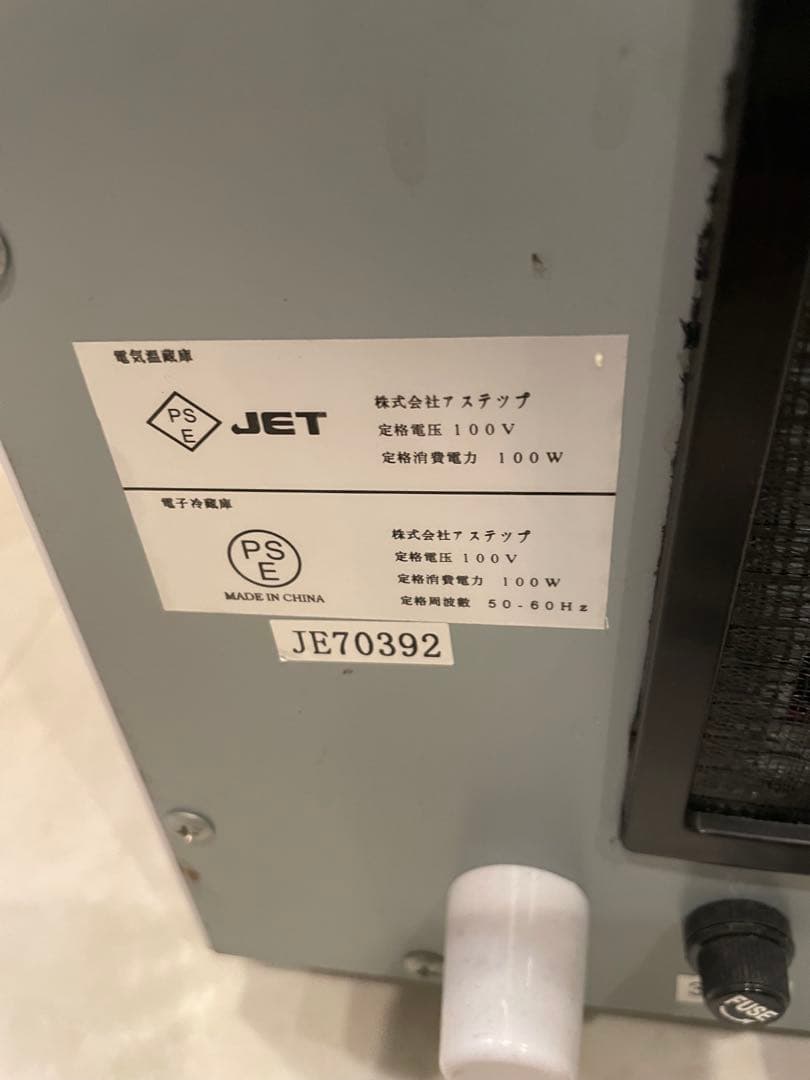 電気温蔵庫
PS
E
JET
株式会社アステップ
定格電圧 100V
定格消費電力 100W
電子冷蔵庫
PS
E
MADE IN CHINA
株式会社アステップ
定格電圧 100V
定格消費電力 100W
定格周波數 50-60Hz
JE70392
FUSE